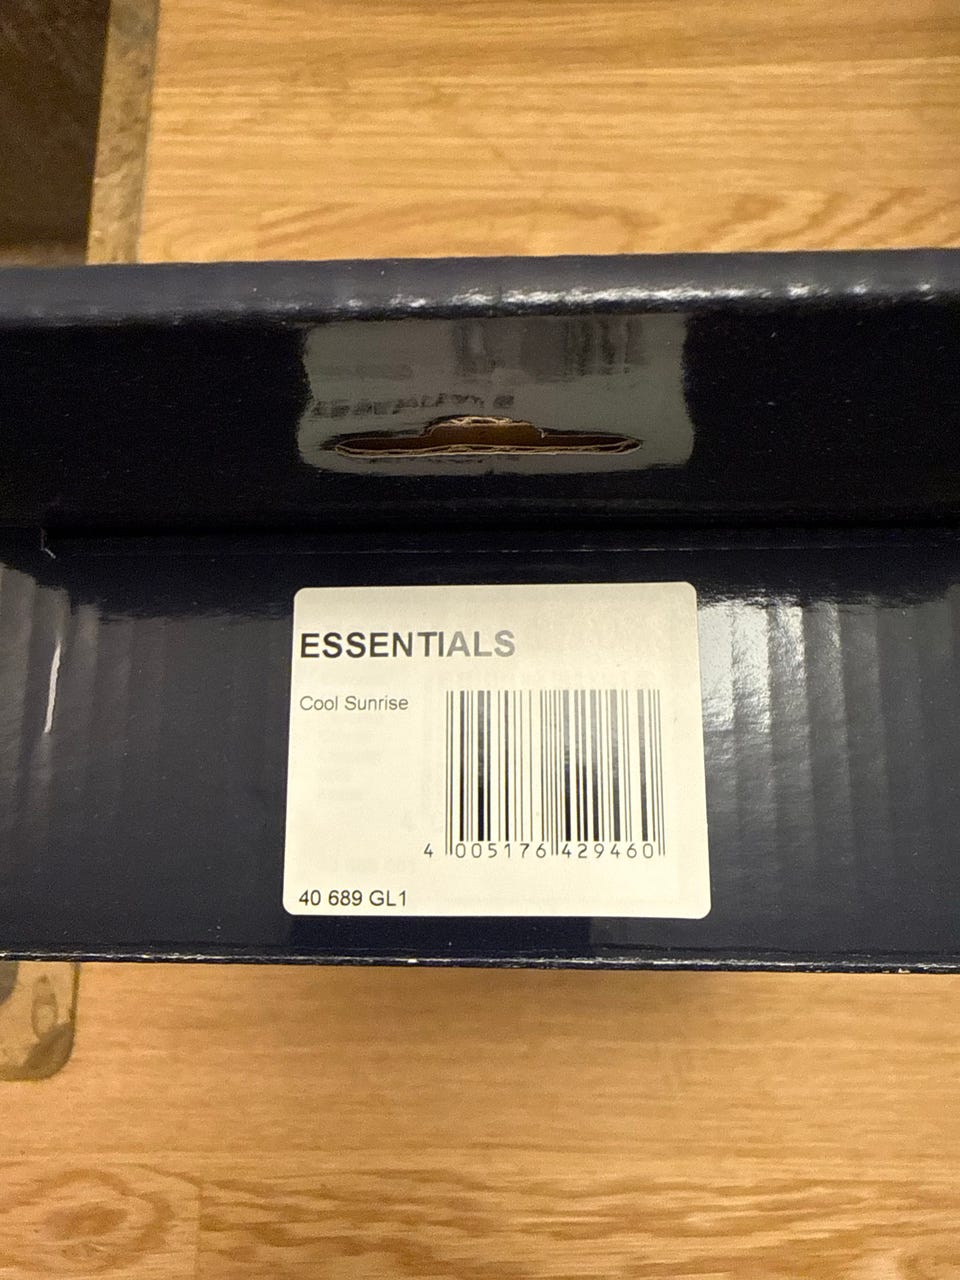 ESSENTIALS
Cool Sunrise
4 005176 429460
40 689 GL1